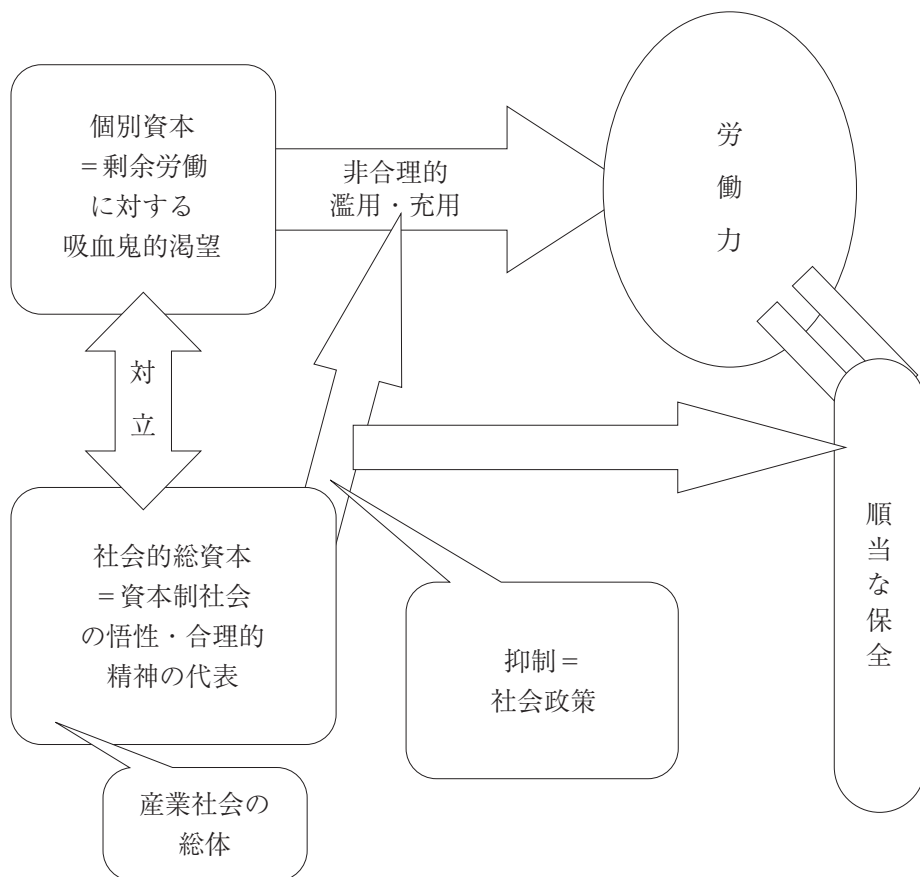 個別資本
＝剰余労働
に対する
吸血鬼的渇望
非合理的
濫用・充用
労働力
対立
社会的総資本
＝資本制社会
の悟性・合理的
精神の代表
抑制＝
社会政策
順当な保全
産業社会の
総体